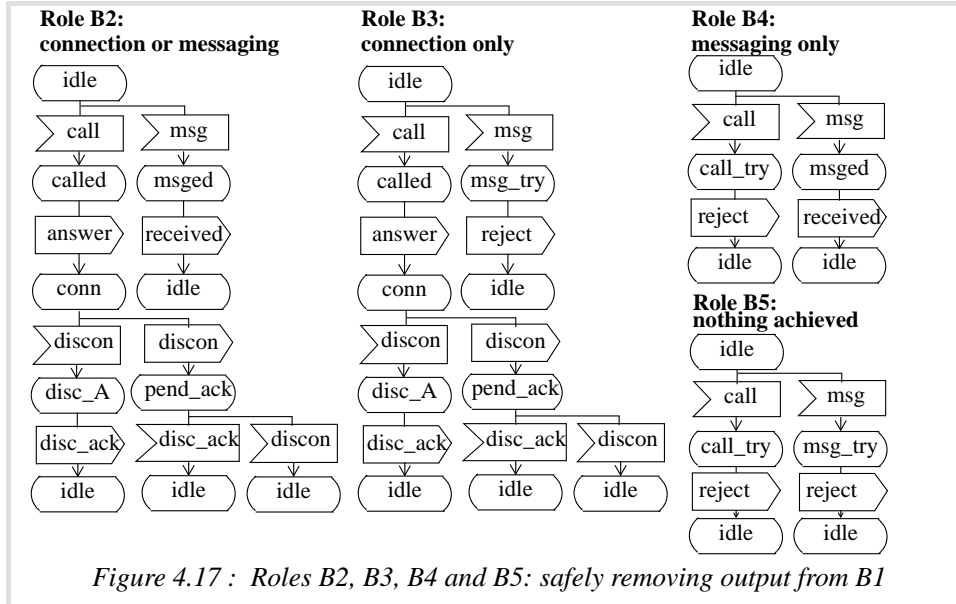 Role B2:
connection or messaging
idle
call msg
called msged
answer received
conn idle
discon discon
disc_A pend_ack
disc_ack disc_ack discon
idle idle idle
Role B3:
connection only
idle
call msg
called msg_try
answer reject
conn idle
discon discon
disc_A pend_ack
disc_ack disc_ack discon
idle idle idle
Role B4:
messaging only
idle
call msg
call_try msged
reject received
idle idle
Role B5:
nothing achieved
idle
call msg
call_try msg_try
reject reject
idle idle
Figure 4.17 : Roles B2, B3, B4 and B5: safely removing output from B1